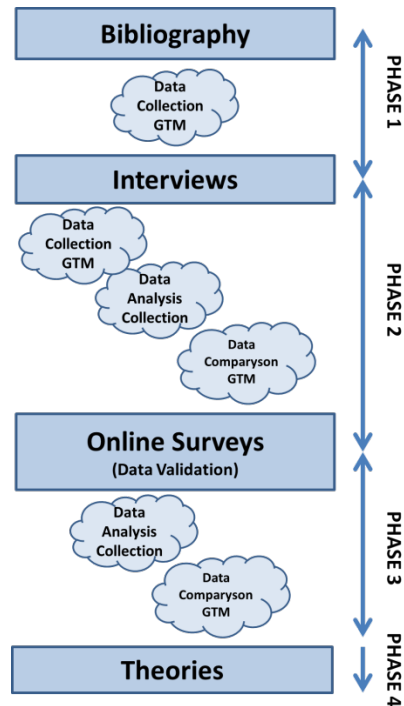 Bibliography
Data
Collection
GTM
PHASE 1
Interviews
Data
Collection
GTM
Data
Analysis
Collection
Data
Comparyson
GTM
PHASE 2
Online Surveys
(Data Validation)
Data
Analysis
Collection
Data
Comparyson
GTM
PHASE 3
Theories
PHASE 4